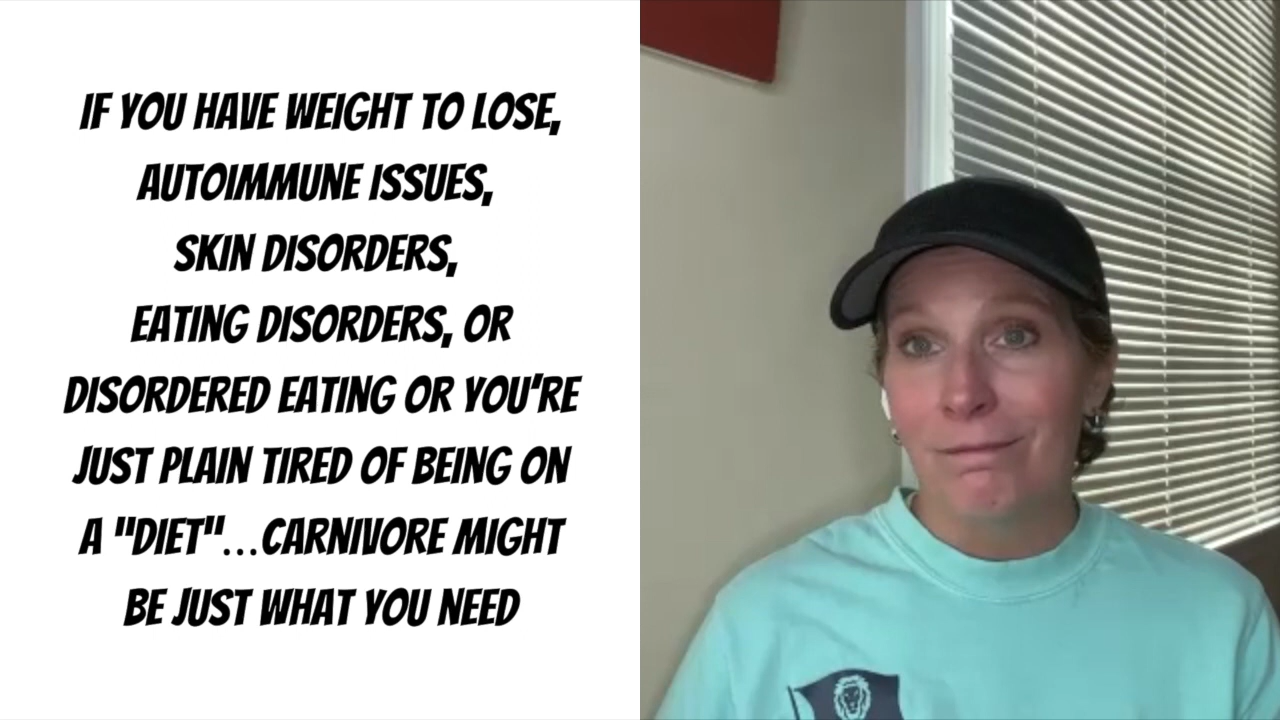 IF YOU HAVE WEIGHT TO LOSE,
AUTOIMMUNE ISSUES,
SKIN DISORDERS,
EATING DISORDERS, OR
DISORDERED EATING OR YOU'RE
JUST PLAIN TIRED OF BEING ON
A "DIET"...CARNIVORE MIGHT
BE JUST WHAT YOU NEED